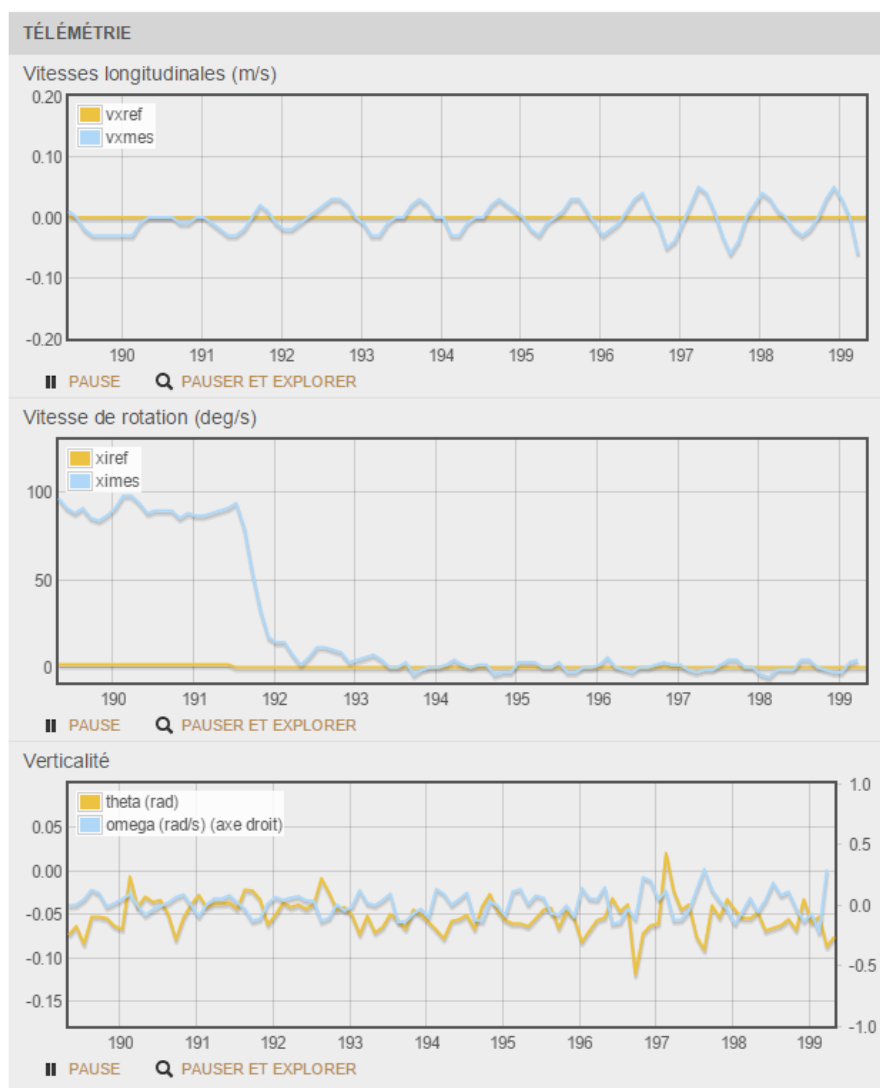 TÉLÉMÉTRIE
Vitesses longitudinales (m/s)
0.20
0.10
0.00
-0.10
-0.20
vxref
vxmes
190 191 192 193 194 195 196 197 198 199
PAUSE PAUSER ET EXPLORER
Vitesse de rotation (deg/s)
100
50
0
xiref
ximes
190 191 192 193 194 195 196 197 198 199
PAUSE PAUSER ET EXPLORER
Verticalité
0.05
0.00
-0.05
-0.10
-0.15
theta (rad)
omega (rad/s) (axe droit)
1.0
0.5
0.0
-0.5
-1.0
190 191 192 193 194 195 196 197 198 199
PAUSE PAUSER ET EXPLORER